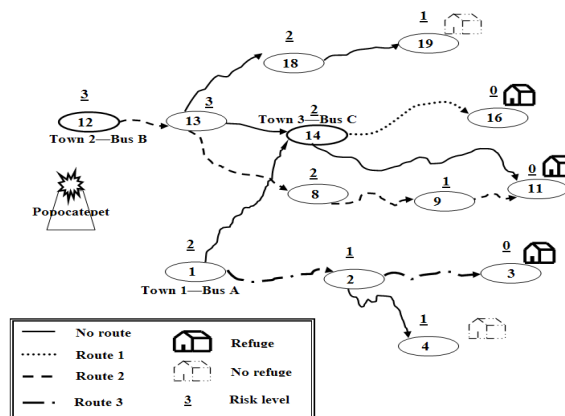 1
2
19
18
2
0
3
3
Town 3—Bus C
12
13
14
16
Town 2—Bus B
2
0
1
8
9
11
Popocatepet
2
1
0
1
2
3
Town 1—Bus A
1
4
No route
Refuge
Route 1
No refuge
Route 2
3 Risk level
Route 3